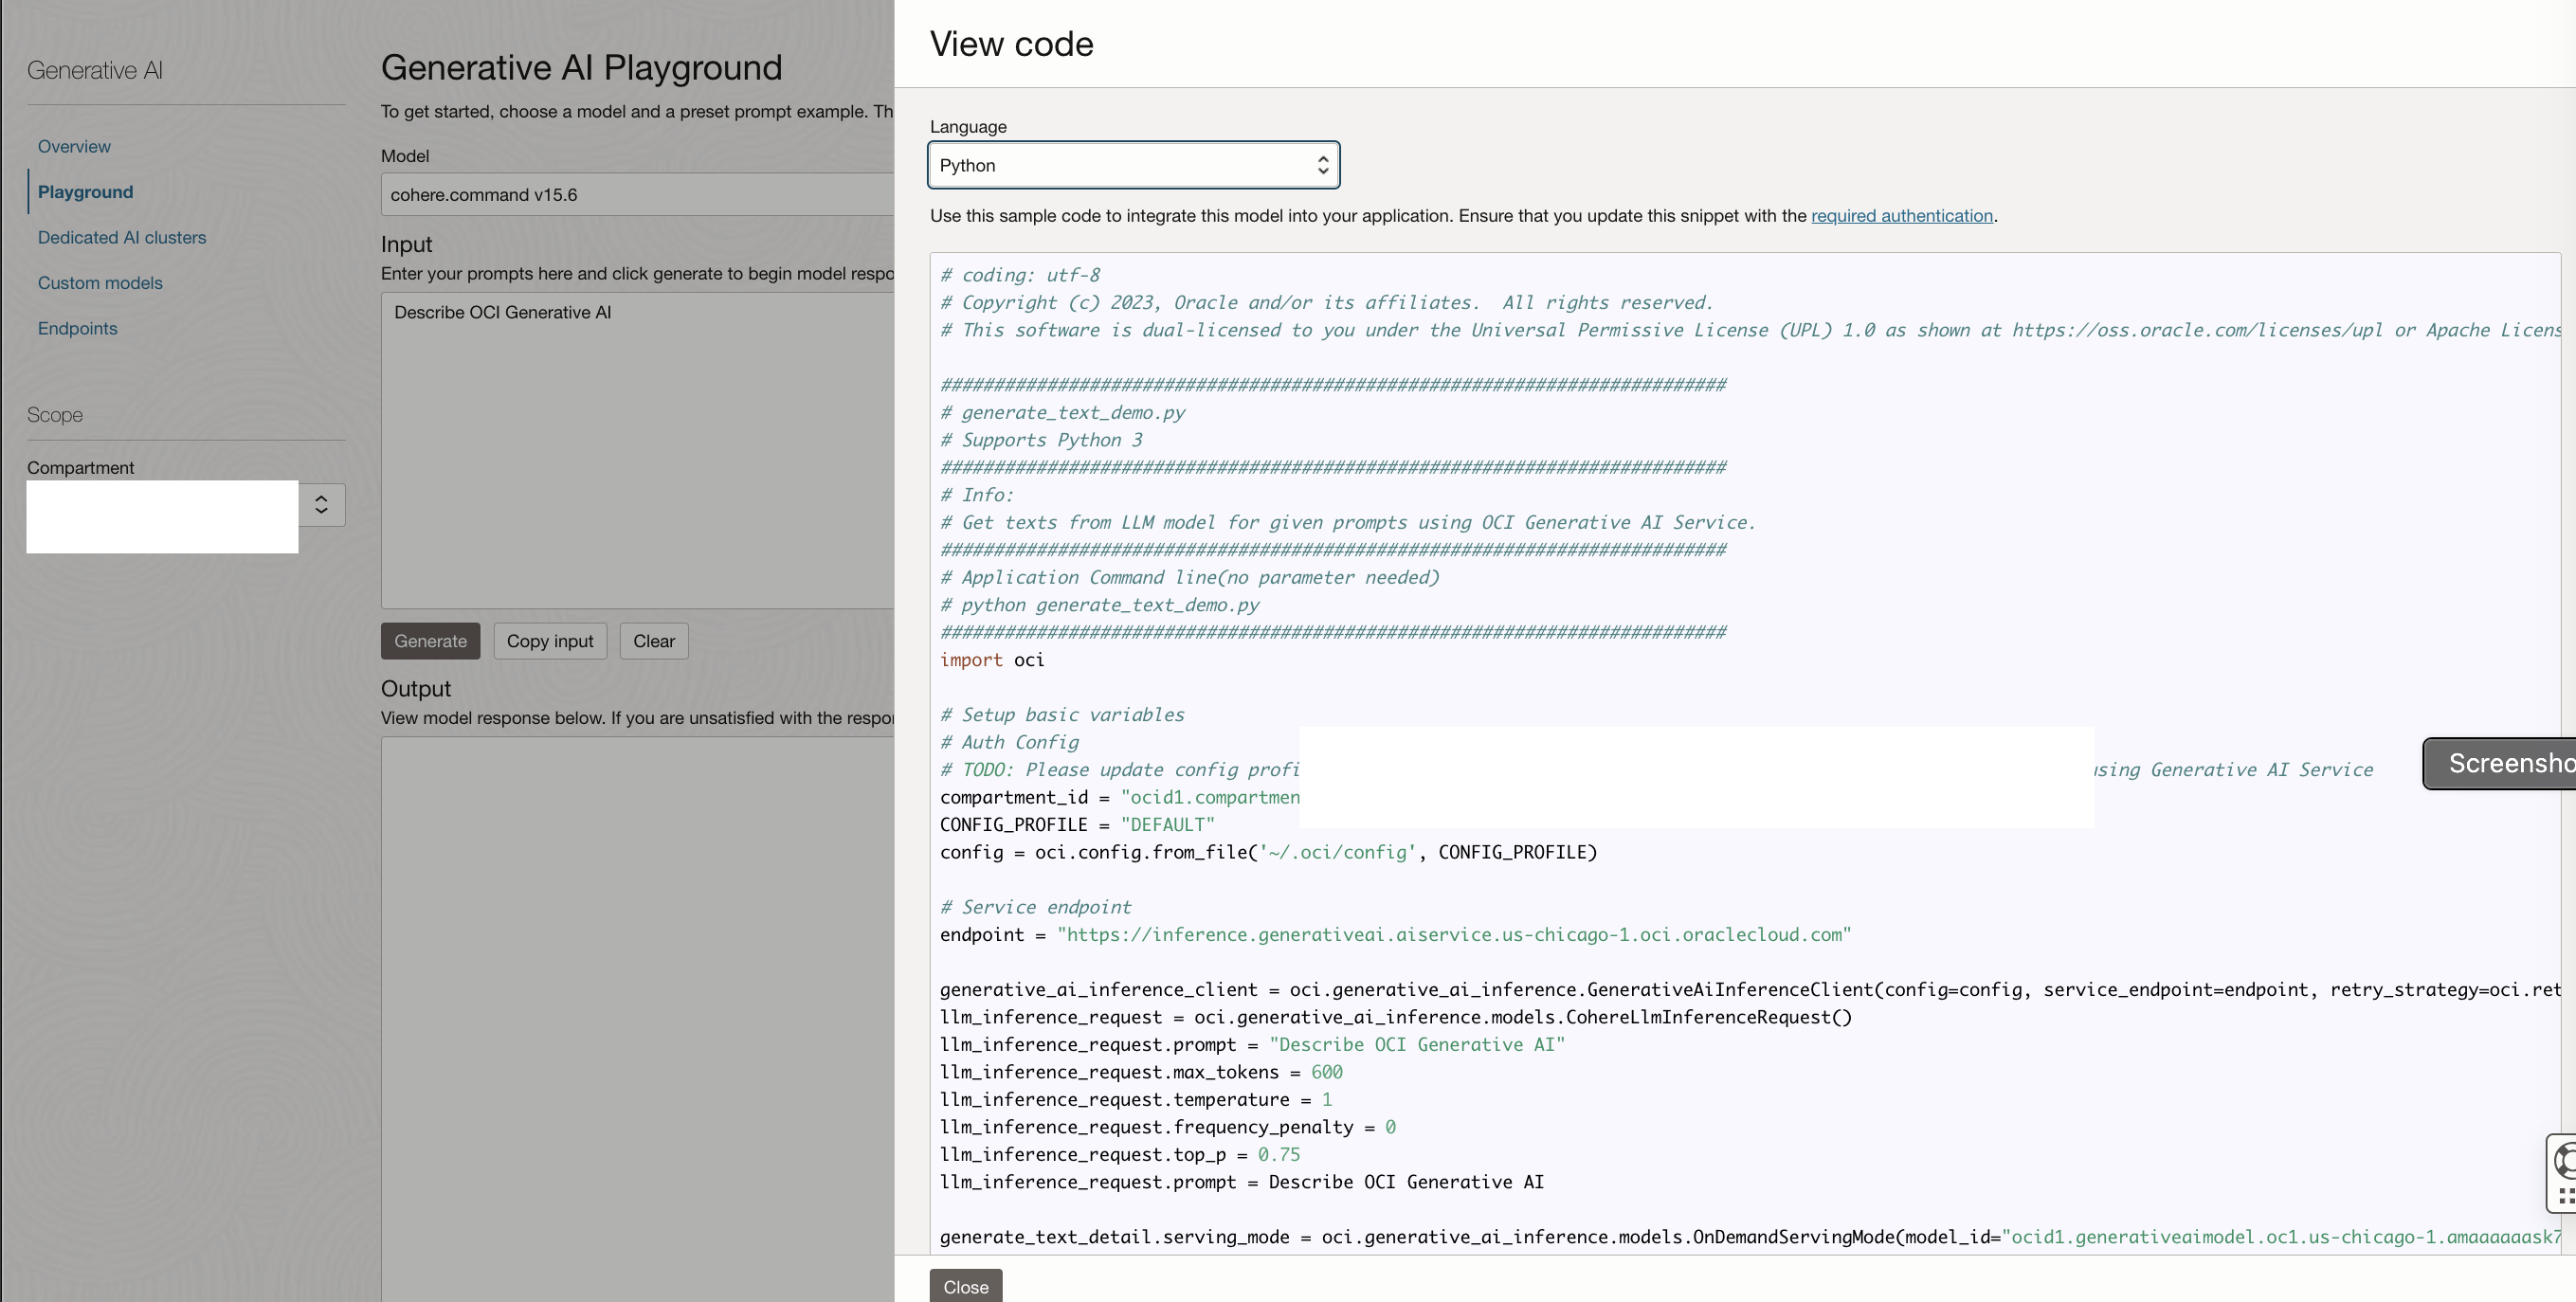 Generative AI
Overview
Playground
Dedicated AI clusters
Custom models
Endpoints
Scope
Compartment
Generative AI Playground
To get started, choose a model and a preset prompt example. Th
Model
cohere.command v15.6
Input
Enter your prompts here and click generate to begin model respo
Describe OCI Generative AI
Generate
Copy input
Clear
Output
View model response below. If you are unsatisfied with the respo
View code
Language
Python
Use this sample code to integrate this model into your application. Ensure that you update this snippet with the required authentication.
# coding: utf-8
# Copyright (c) 2023, Oracle and/or its affiliates.  All rights reserved.
# This software is dual-licensed to you under the Universal Permissive License (UPL) 1.0 as shown at https://oss.oracle.com/licenses/upl or Apache Licens
##########################################################################
# generate_text_demo.py
# Supports Python 3
##########################################################################
# Info:
# Get texts from LLM model for given prompts using OCI Generative AI Service.
##########################################################################
# Application Command line(no parameter needed)
# python generate_text_demo.py
##########################################################################
import oci
# Setup basic variables
# Auth Config
# TODO: Please update config profi using Generative AI Service
compartment_id = "ocid1.compartmen
CONFIG_PROFILE = "DEFAULT"
config = oci.config.from_file('~/.oci/config', CONFIG_PROFILE)
# Service endpoint
endpoint = "https://inference.generativeai.aiservice.us-chicago-1.oci.oraclecloud.com"
generative_ai_inference_client = oci.generative_ai_inference.GenerativeAiInferenceClient(config=config, service_endpoint=endpoint, retry_strategy=oci.ret
llm_inference_request = oci.generative_ai_inference.models.CohereLlmInferenceRequest()
llm_inference_request.prompt = "Describe OCI Generative AI"
llm_inference_request.max_tokens = 600
llm_inference_request.temperature = 1
llm_inference_request.frequency_penalty = 0
llm_inference_request.top_p = 0.75
llm_inference_request.prompt = Describe OCI Generative AI
generate_text_detail.serving_mode = oci.generative_ai_inference.models.OnDemandServingMode(model_id="ocid1.generativeaimodel.oc1.us-chicago-1.amaaaaaask7
Close
Screensho